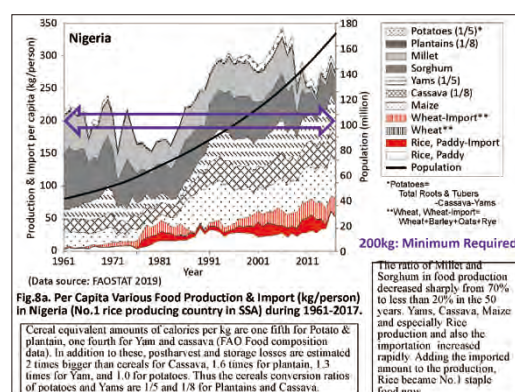 Nigeria
Production & Import per capita (kg/person)
350
300
250
200
150
100
50
0
180
160
140
120
100
80
60
40
20
0
Population (million)
1961
1971
1981
1991
2001
2011
Year
Potatoes (1/5)*
Plantains (1/8)
Millet
Sorghum
Yams (1/5)
Cassava (1/8)
Maize
Wheat-Import**
Wheat**
Rice, Paddy-Import
Rice, Paddy
Population
*Potatoes=
Total Roots & Tubers
-Cassava-Yams
**Wheat, Wheat-Import=
Wheat+Barley+Oats+Rye
200kg: Minimum Required
(Data source: FAOSTAT 2019)
Fig.8a. Per Capita Various Food Production & Import (kg/person)
in Nigeria (No.1 rice producing country in SSA) during 1961-2017.
Cereal equivalent amounts of calories per kg are one fifth for Potato &
plantain, one fourth for Yam and cassava (FAO Food composition
data). In addition to these, postharvest and storage losses are estimated
2 times bigger than cereals for Cassava, 1.6 times for plantain, 1.3
times for Yam, and 1.0 for potatoes. Thus the cereals conversion ratios
of potatoes and Yams are 1/5 and 1/8 for Plantains and Cassava.
The ratio of Millet and
Sorghum in food production
decreased sharply from 70%
to less than 20% in the 50
years. Yams, Cassava, Maize
and especially Rice
production and also the
importation increased
rapidly. Adding the imported
amount to the production,
Rice became No.1 staple
food now.